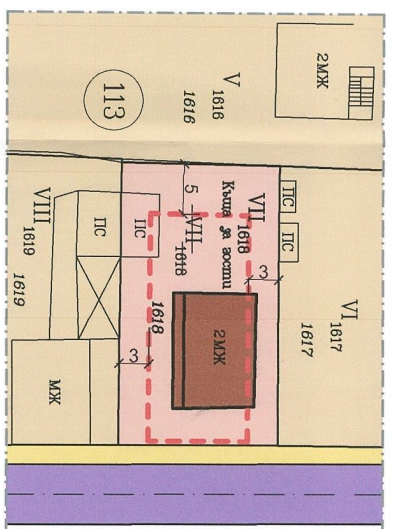 113
V
1616
1616
2МЖ
VIII
1619
1619
ПС
ПС
МЖ
VII
1618
Къща за гости
VII
1618
1618
5
3
3
2МЖ
ПС
ПС
VI
1617
1617